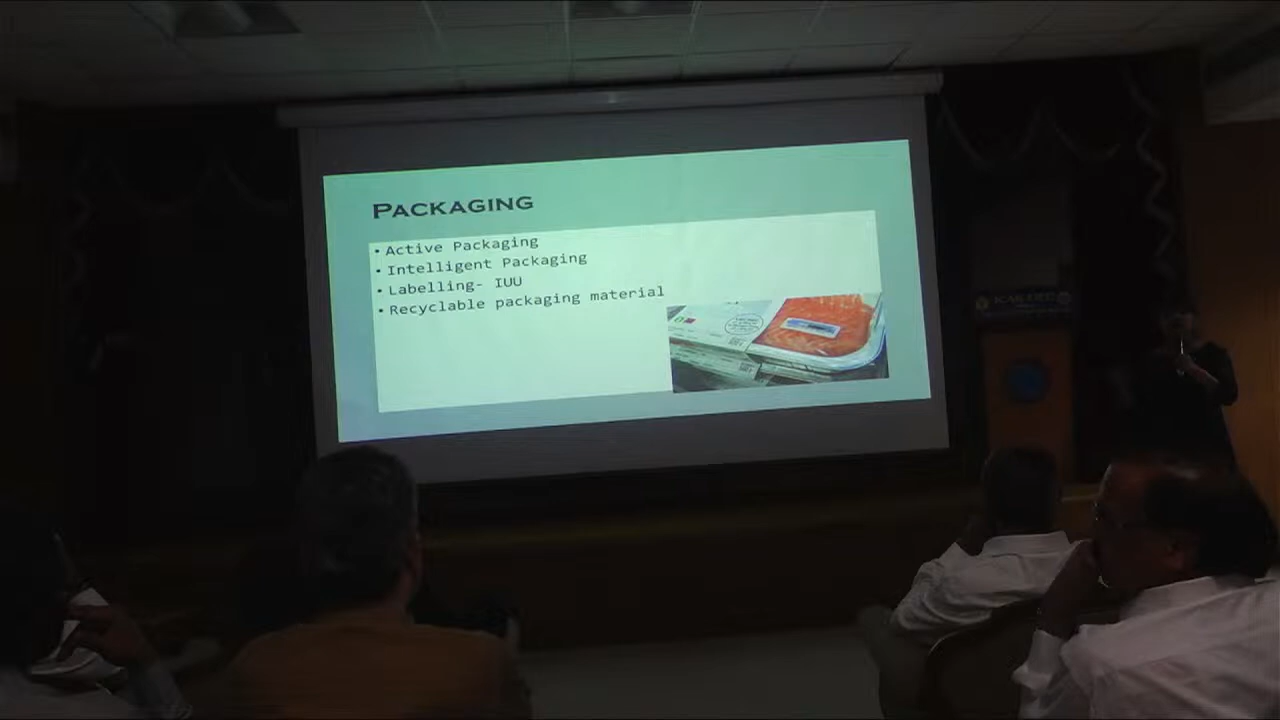 PACKAGING
• Active Packaging
• Intelligent Packaging
• Labelling- IUU
• Recyclable packaging material